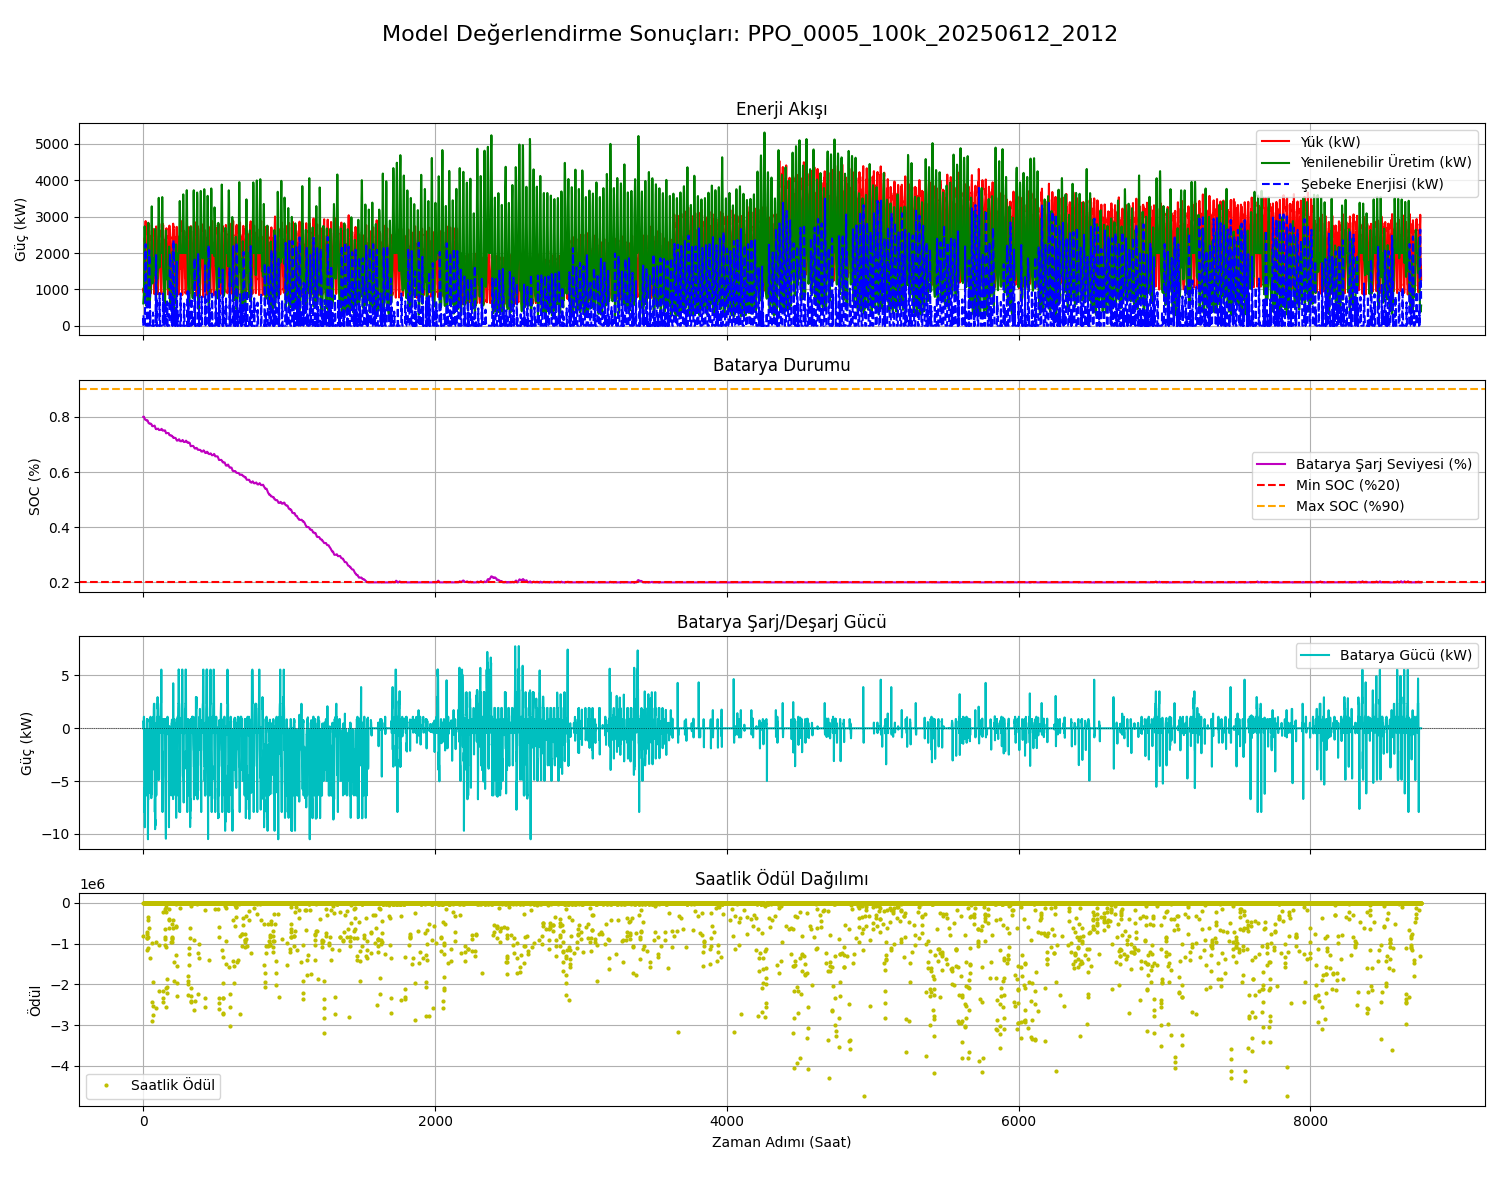 Model Değerlendirme Sonuçları: PPO_0005_100k_20250612_2012
Enerji Akışı
Güç (kW)
5000
4000
3000
2000
1000
0
Yük (kW)
Yenilenebilir Üretim (kW)
Şebeke Enerjisi (kW)
Batarya Durumu
SOC (%)
0.8
0.6
0.4
0.2
Batarya Şarj Seviyesi (%)
Min SOC (%20)
Max SOC (%90)
Batarya Şarj/Deşarj Gücü
Güç (kW)
5
0
−5
−10
Batarya Gücü (kW)
Saatlik Ödül Dağılımı
1e6
Ödül
0
−1
−2
−3
−4
Saatlik Ödül
0
2000
4000
6000
8000
Zaman Adımı (Saat)